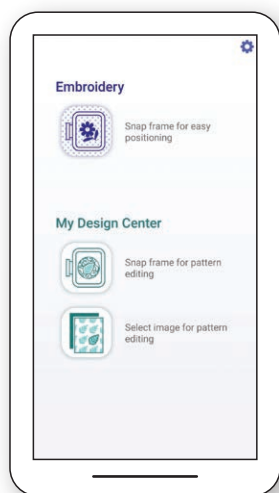 Embroidery
Snap frame for easy
positioning
My Design Center
Snap frame for pattern
editing
Select image for pattern
editing